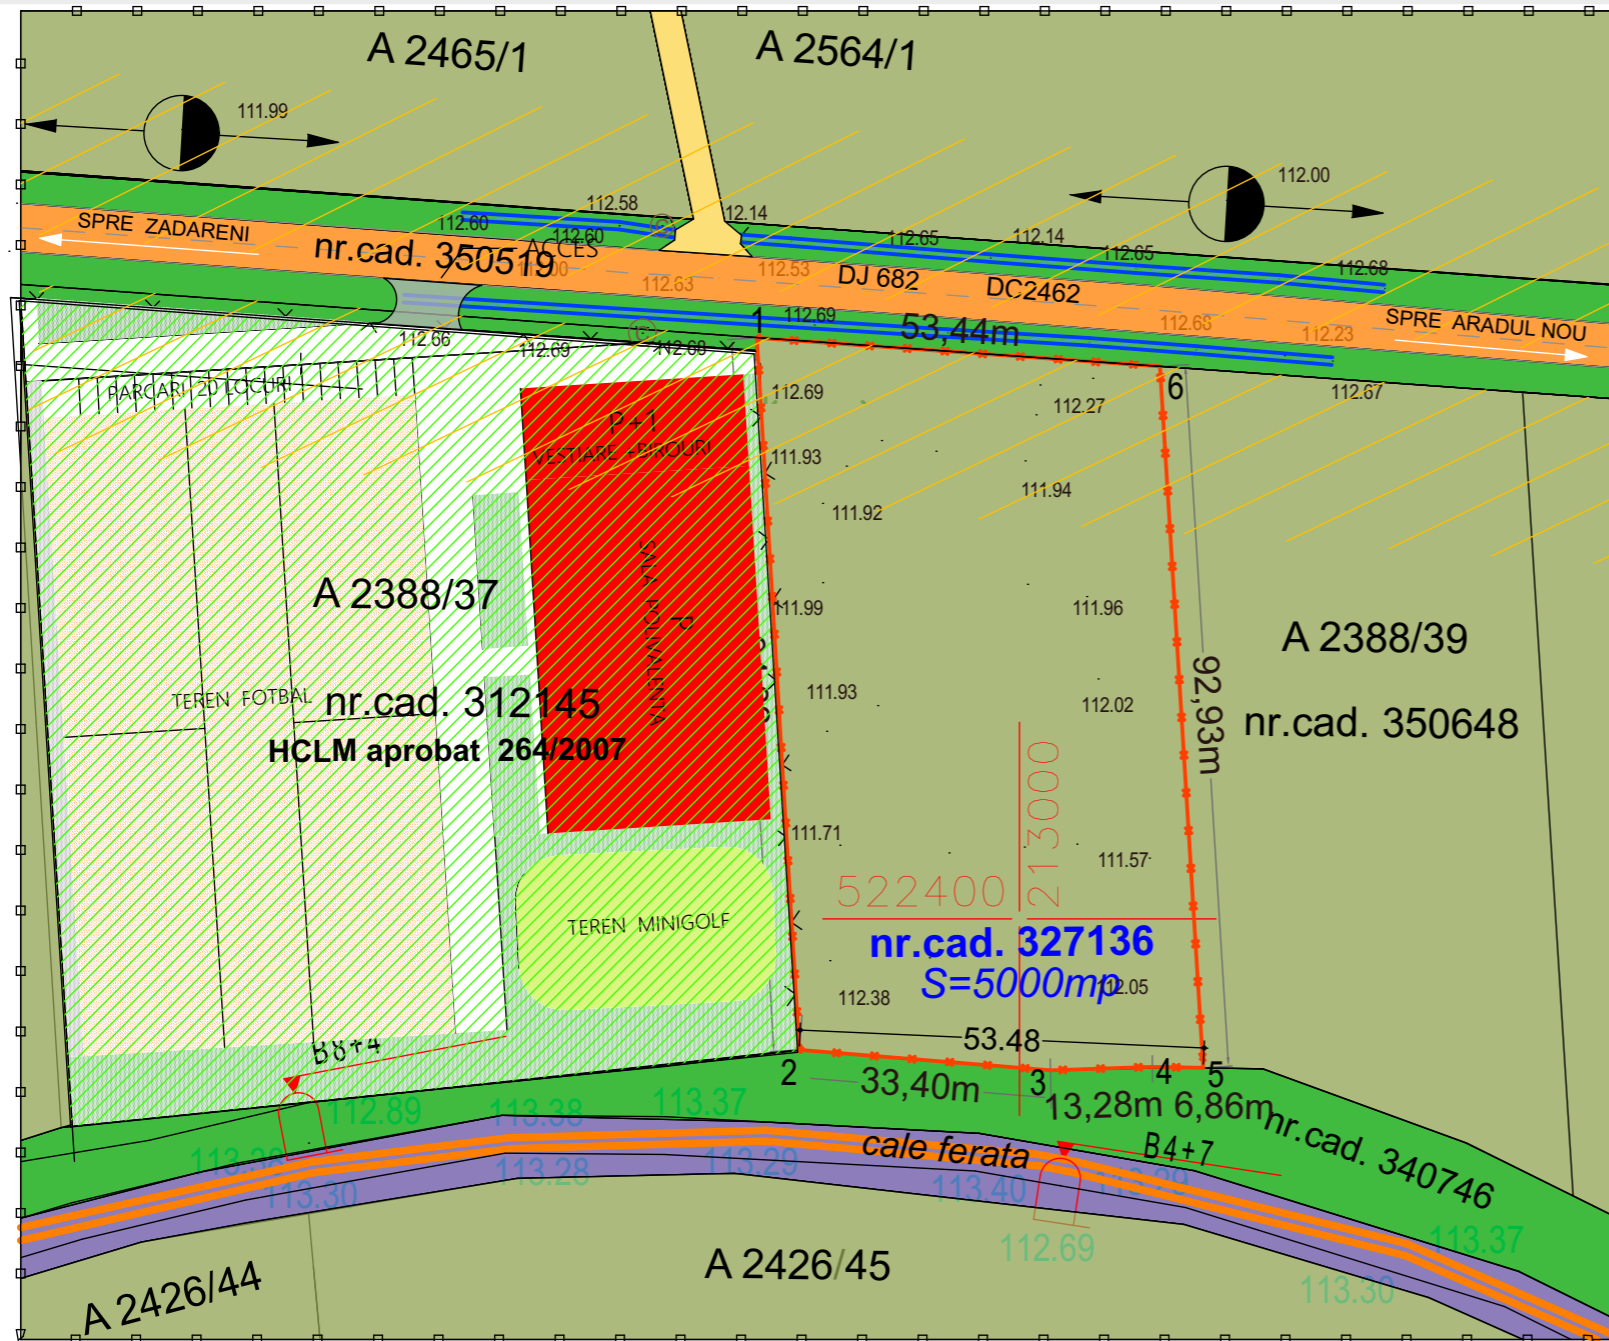 A 2465/1
A 2564/1
111.99
112.00
112.58
112.60
112.60
112.65
112.14
112.65
112.68
SPRE ZADARENI
nr.cad. 350519
ACCES
112.63
112.53
DJ 682
DC2462
112.68
112.23
SPRE ARADUL NOU
1
112.69
53,44m
112.66
112.69
6
112.67
PARCARI 20 LOCURI
112.69
112.27
P+1
VESTIARE +BIROURI
111.93
111.94
111.92
SALA POLIVALENTA
P
A 2388/37
111.99
111.96
A 2388/39
TEREN FOTBAL
nr.cad. 312145
111.93
112.02
92,93m
nr.cad. 350648
HCLM aprobat 264/2007
213000
111.71
111.57
522400
TEREN MINIGOLF
nr.cad. 327136
S=5000mp
112.38
53.48
B8+4
2
33,40m
3
4
5
13,28m
6,86m
nr.cad. 340746
112.89
113.38
113.37
cale ferata
B4+7
113.30
113.28
113.29
113.40
112.69
113.37
113.30
A 2426/44
A 2426/45